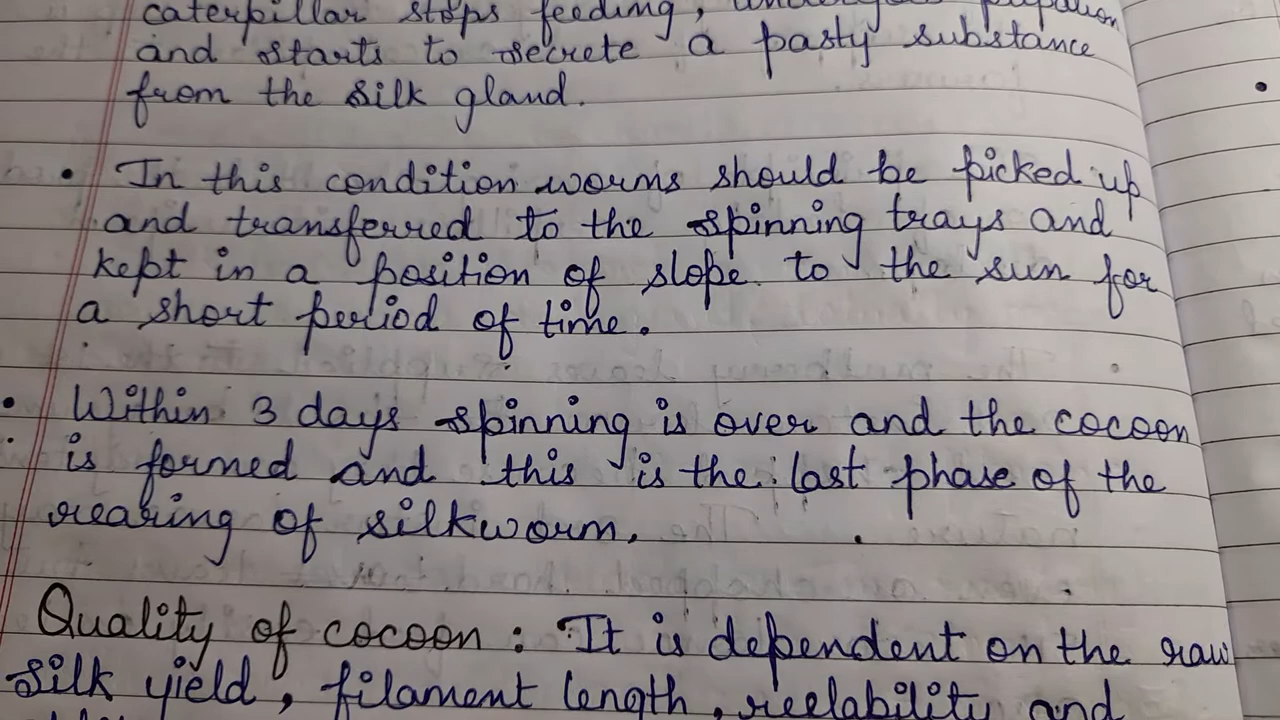 caterpillar stops feeding,
and starts to secrete a pasty substance
from the silk gland.
• In this condition worms should be picked up
and transferred to the spinning trays and
kept in a position of slope to the sun for
a short period of time.
• Within 3 days spinning is over and the cocoon
is formed and this is the last phase of the
rearing of silkworm.
Quality of cocoon : It is dependent on the raw
silk yield, filament length, reelability and